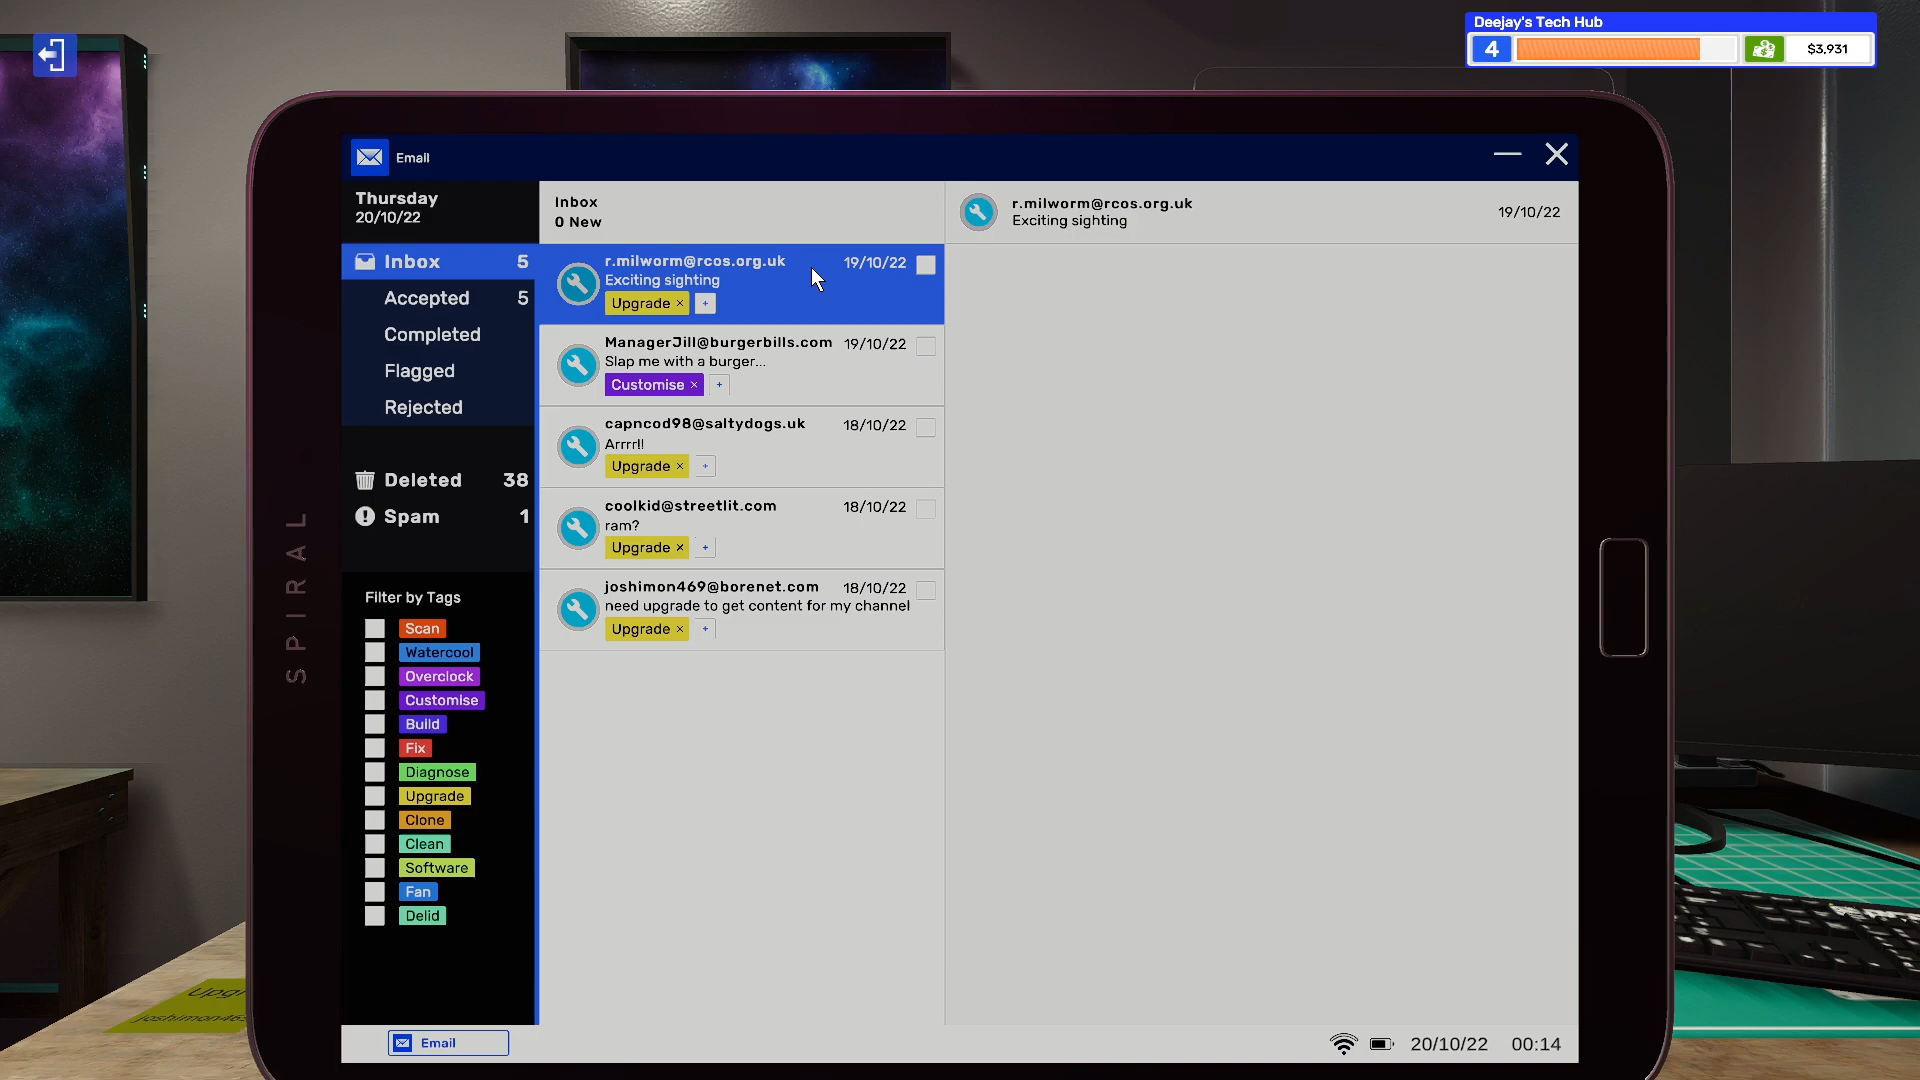 Deejay's Tech Hub
4
$3,931
Email
Thursday
20/10/22
Inbox 5
Accepted 5
Completed
Flagged
Rejected
Deleted 38
Spam 1
Filter by Tags
Scan
Watercool
Overclock
Customise
Build
Fix
Diagnose
Upgrade
Clone
Clean
Software
Fan
Delid
Inbox
0 New
r.milworm@rcos.org.uk 19/10/22
Exciting sighting
Upgrade × +
ManagerJill@burgerbills.com 19/10/22
Slap me with a burger...
Customise × +
capncod98@saltydogs.uk 18/10/22
Arrrr!!
Upgrade × +
coolkid@streetlit.com 18/10/22
ram?
Upgrade × +
joshimon469@borenet.com 18/10/22
need upgrade to get content for my channel
Upgrade × +
r.milworm@rcos.org.uk 19/10/22
Exciting sighting
SPIRAL
Email
20/10/22 00:14